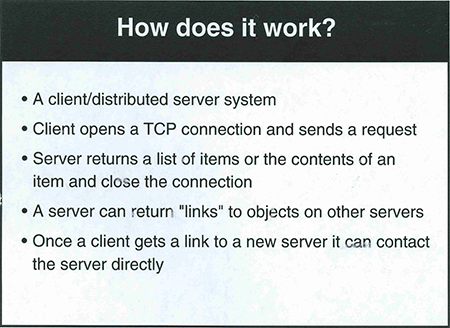 How does it work?
• A client/distributed server system
• Client opens a TCP connection and sends a request
• Server returns a list of items or the contents of an
item and close the connection
• A server can return "links" to objects on other servers
• Once a client gets a link to a new server it can contact
the server directly